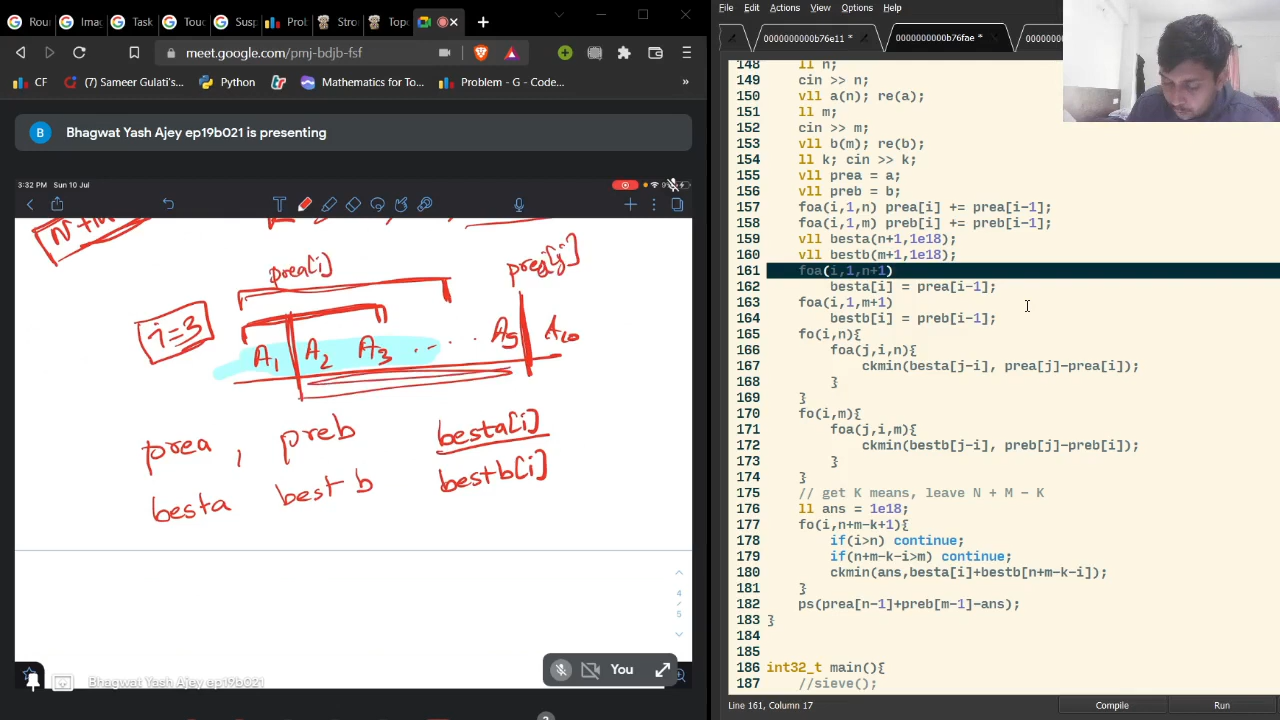 Rour
Imag
Task
Touc
Susp
Prob
Stro
Topc
meet.google.com/pmj-bdjb-fsf
CF
(7) Sameer Gulati's...
Python
Mathematics for To...
Problem - G - Code...
»
B Bhagwat Yash Ajey ep19b021 is presenting
3:32 PM Sun 10 Jul
N+M
prea[i]
preg[j]
i=3
A1 A2 A3 .... A9 A10
prea , preb besta[i]
besta best b bestb[i]
4
/
5
You
Bhagwat Yash Ajey ep19b021
File Edit Actions View Options Help
0000000000b76e11 *
0000000000b76fae *
148 ll n;
149 cin >> n;
150 vll a(n); re(a);
151 ll m;
152 cin >> m;
153 vll b(m); re(b);
154 ll k; cin >> k;
155 vll prea = a;
156 vll preb = b;
157 foa(i,1,n) prea[i] += prea[i-1];
158 foa(i,1,m) preb[i] += preb[i-1];
159 vll besta(n+1,1e18);
160 vll bestb(m+1,1e18);
161 foa(i,1,n+1)
162 besta[i] = prea[i-1];
163 foa(i,1,m+1)
164 bestb[i] = preb[i-1];
165 fo(i,n){
166 foa(j,i,n){
167 ckmin(besta[j-i], prea[j]-prea[i]);
168 }
169 }
170 fo(i,m){
171 foa(j,i,m){
172 ckmin(bestb[j-i], preb[j]-preb[i]);
173 }
174 }
175 // get K means, leave N + M - K
176 ll ans = 1e18;
177 fo(i,n+m-k+1){
178 if(i>n) continue;
179 if(n+m-k-i>m) continue;
180 ckmin(ans,besta[i]+bestb[n+m-k-i]);
181 }
182 ps(prea[n-1]+preb[m-1]-ans);
183 }
184
185
186 int32_t main(){
187 //sieve();
Line 161, Column 17
Compile
Run